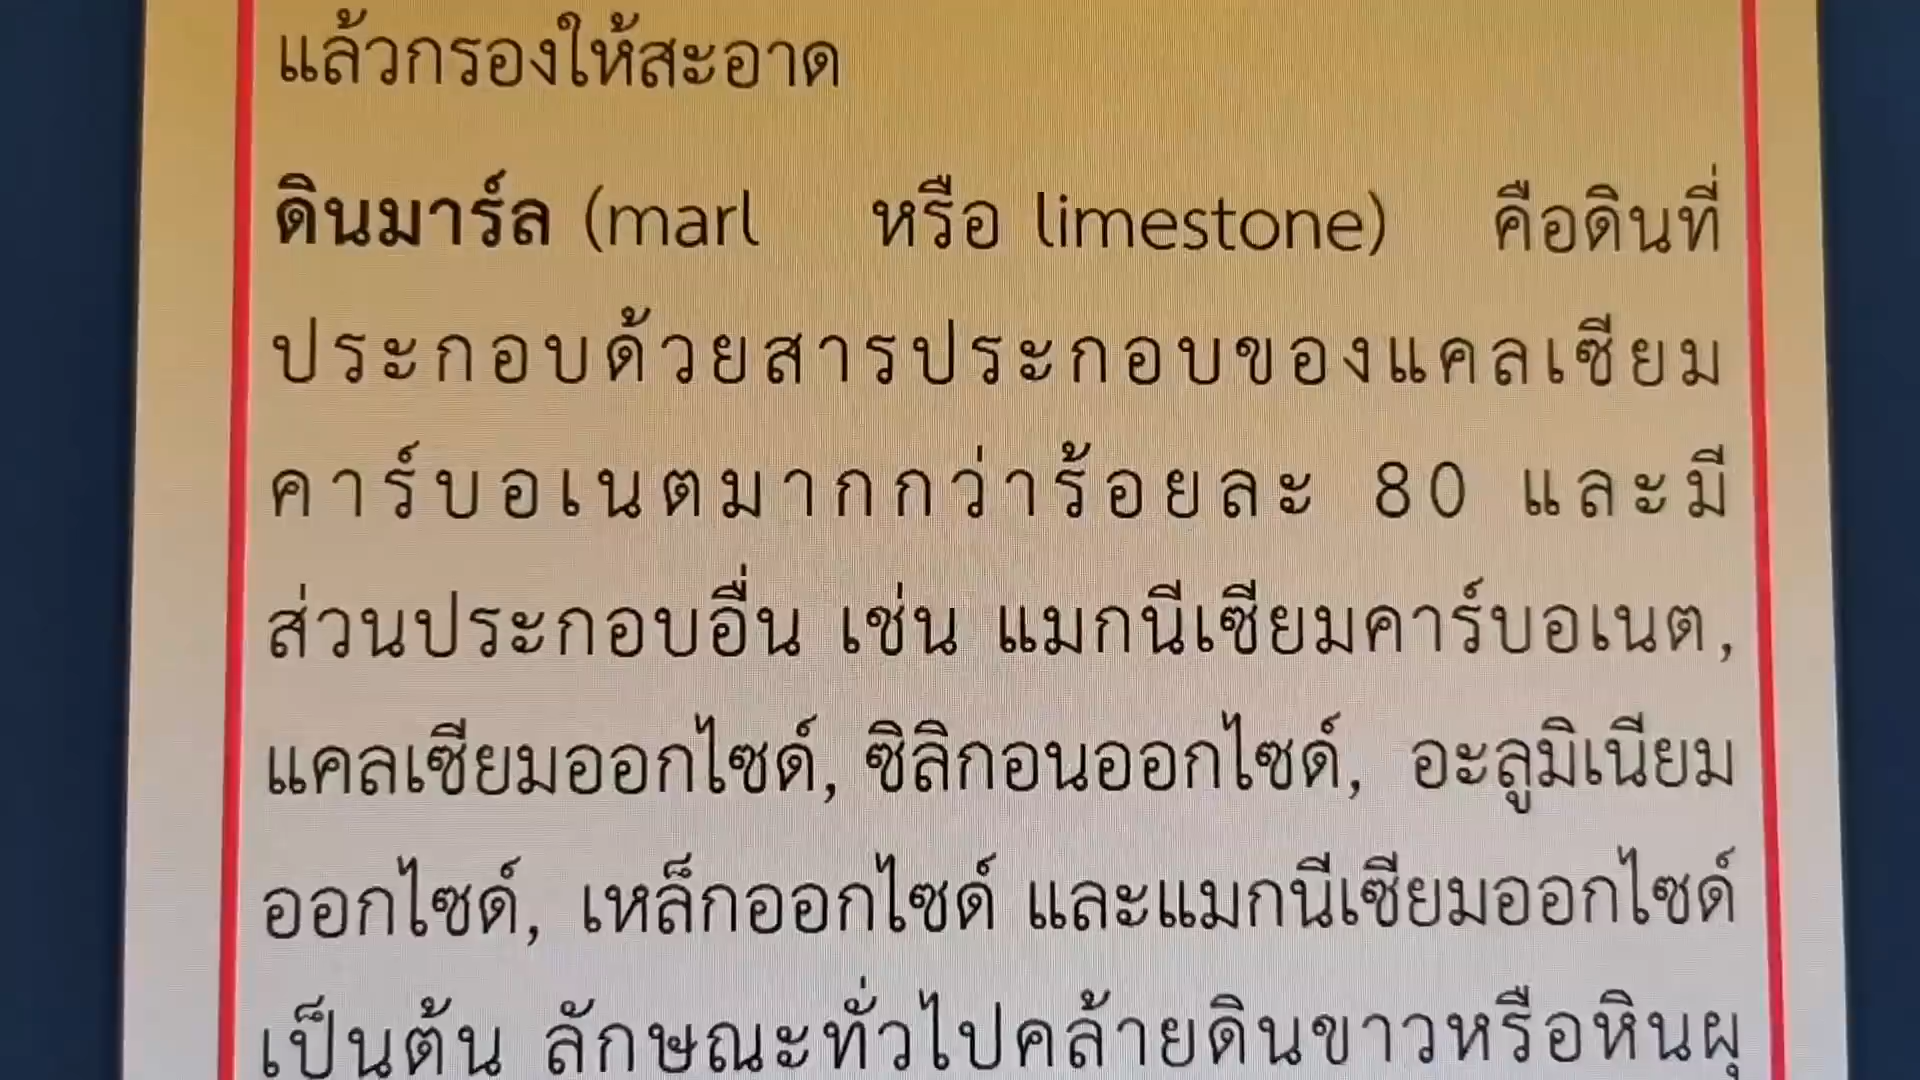 แล้วกรองให้สะอาด
ดินมาร์ล (marl หรือ limestone) คือดินที่
ประกอบด้วยสารประกอบของแคลเซียม
คาร์บอเนตมากกว่าร้อยละ 80 และมี
ส่วนประกอบอื่น เช่น แมกนีเซียมคาร์บอเนต,
แคลเซียมออกไซด์, ซิลิกอนออกไซด์, อะลูมิเนียม
ออกไซด์, เหล็กออกไซด์ และแมกนีเซียมออกไซด์
เป็นต้น ลักษณะทั่วไปคล้ายดินขาวหรือหินผุ